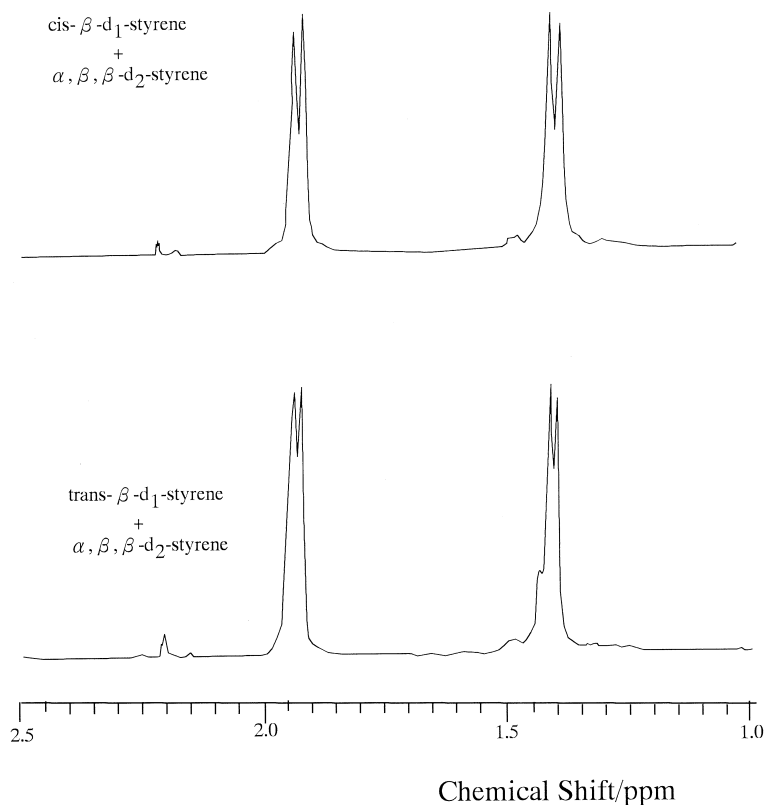 cis- β -d1-styrene
+
α , β , β -d2-styrene
trans- β -d1-styrene
+
α , β , β -d2-styrene
2.5 2.0 1.5 1.0
Chemical Shift/ppm